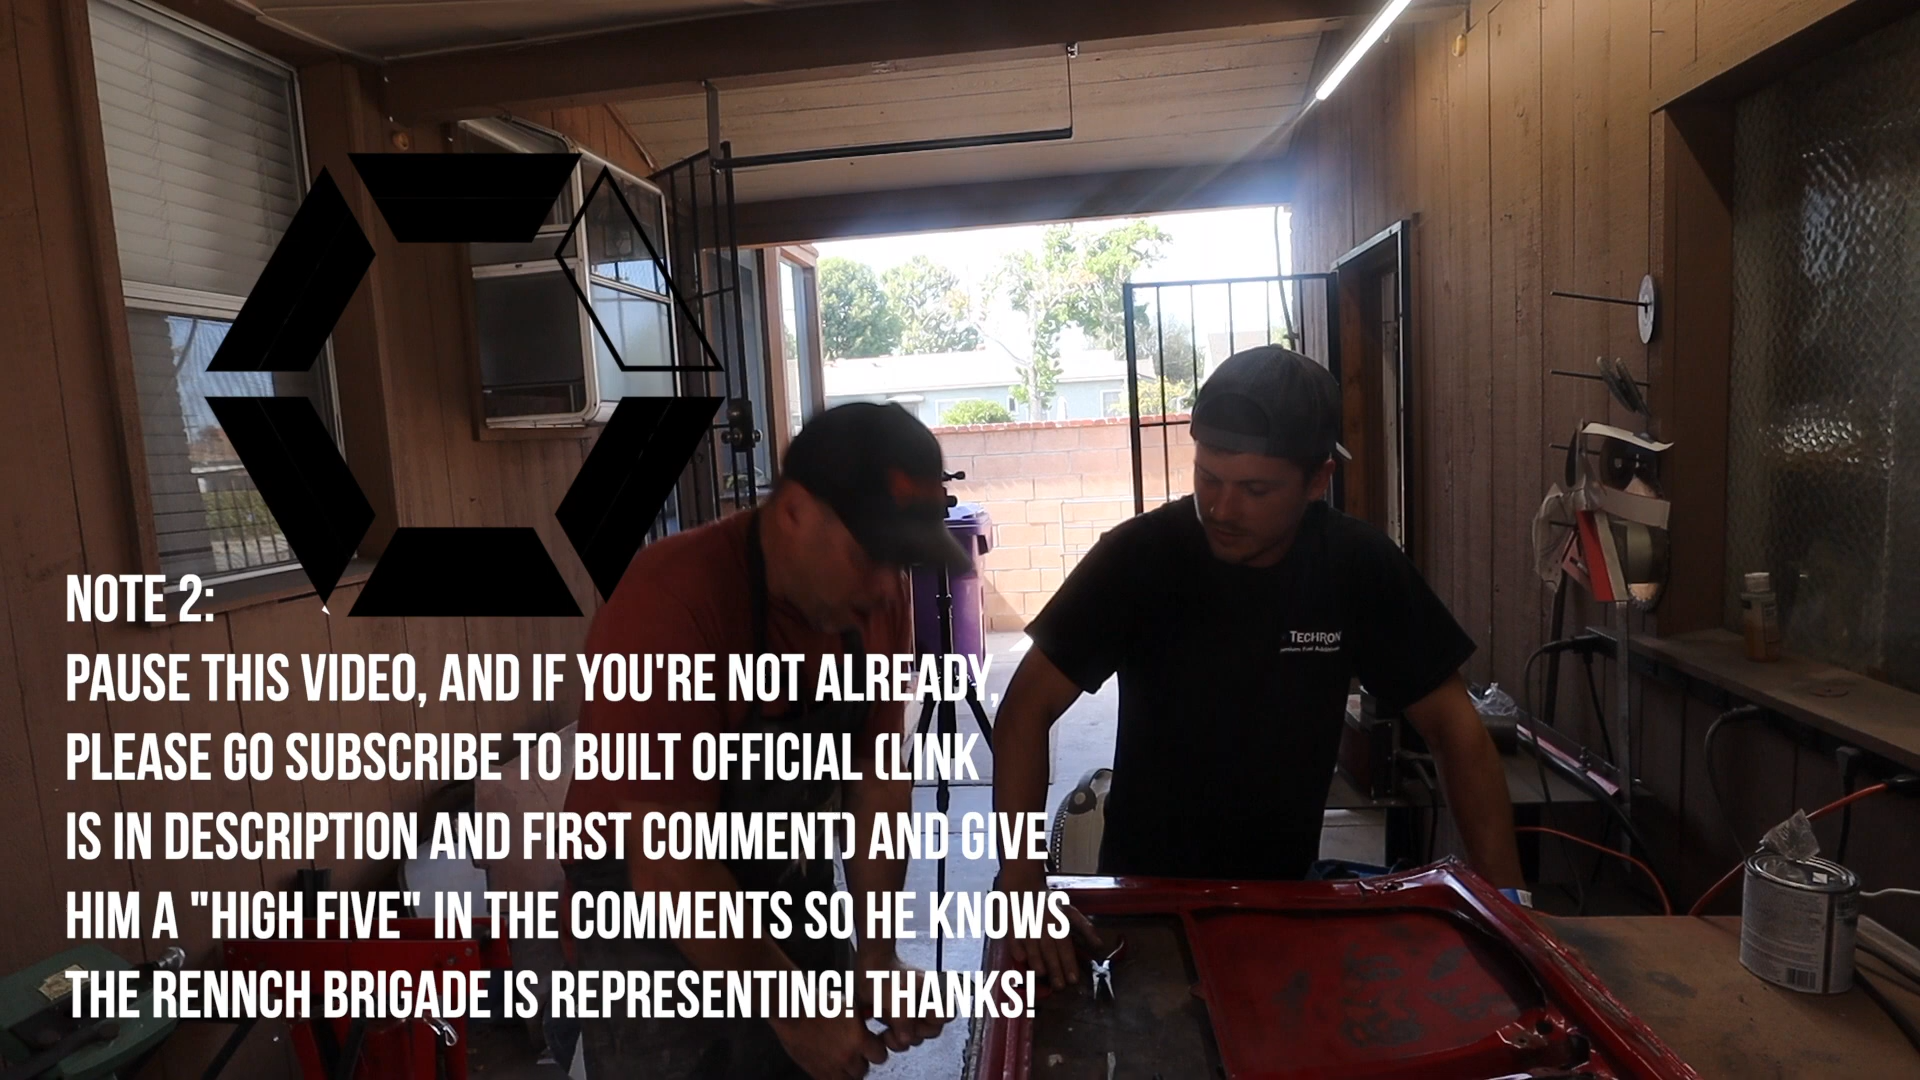 NOTE 2:
PAUSE THIS VIDEO, AND IF YOU'RE NOT ALREADY,
PLEASE GO SUBSCRIBE TO BUILT OFFICIAL (LINK
IS IN DESCRIPTION AND FIRST COMMENT) AND GIVE
HIM A "HIGH FIVE" IN THE COMMENTS SO HE KNOWS
THE RENNCH BRIGADE IS REPRESENTING! THANKS!
TECHRON